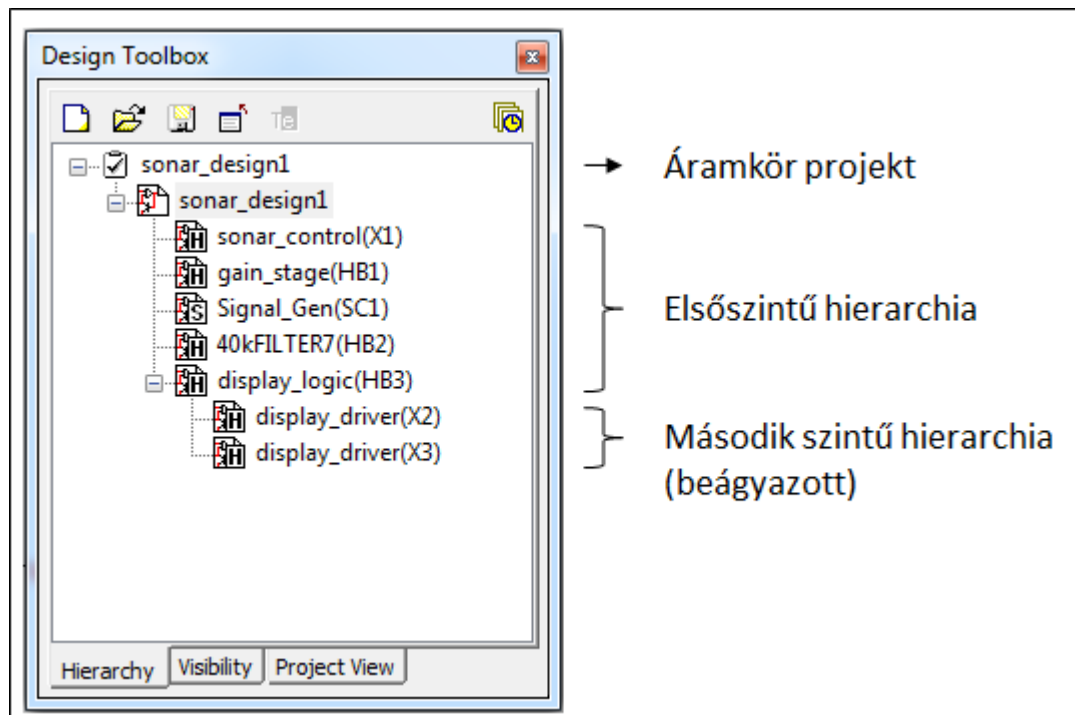 Design Toolbox
sonar_design1
Áramkör projekt
sonar_design1
sonar_control(X1)
gain_stage(HB1)
Signal_Gen(SC1)
Elsőszintű hierarchia
40kFILTER7(HB2)
display_logic(HB3)
display_driver(X2)
display_driver(X3)
Második szintű hierarchia
(beágyazott)
Hierarchy Visibility Project View